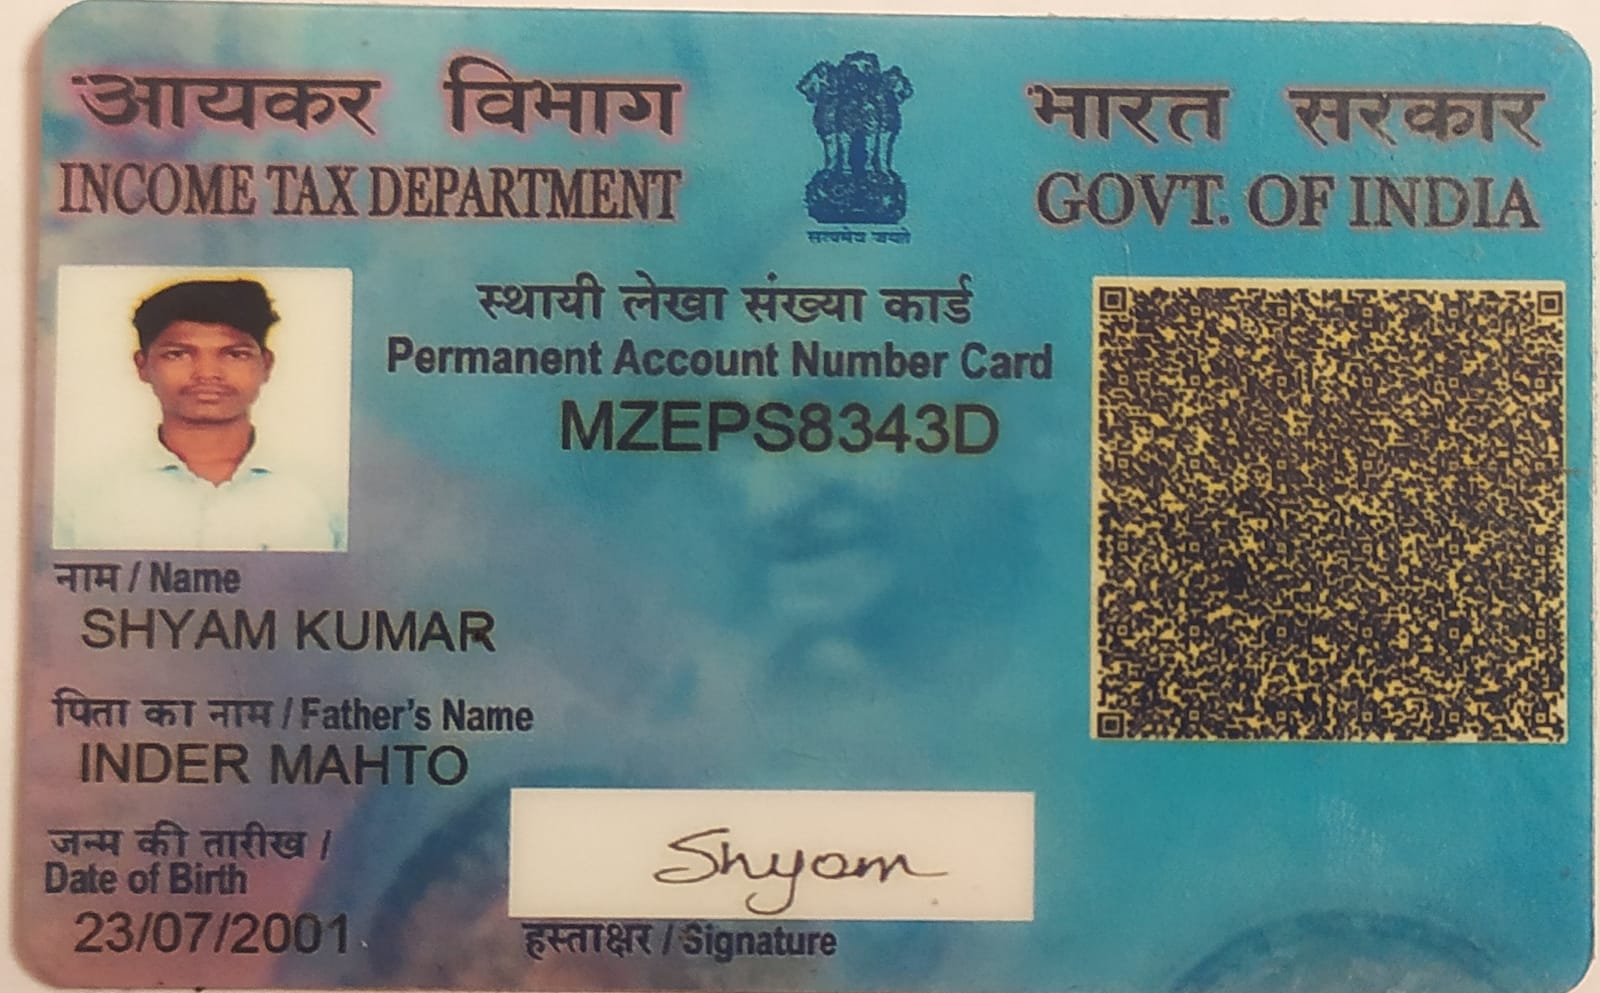 आयकर विभाग
INCOME TAX DEPARTMENT
सत्यमेव जयते
भारत सरकार
GOVT. OF INDIA
स्थायी लेखा संख्या कार्ड
Permanent Account Number Card
MZEPS8343D
नाम / Name
SHYAM KUMAR
पिता का नाम / Father's Name
INDER MAHTO
जन्म की तारीख /
Date of Birth
23/07/2001
Shyam
हस्ताक्षर / Signature